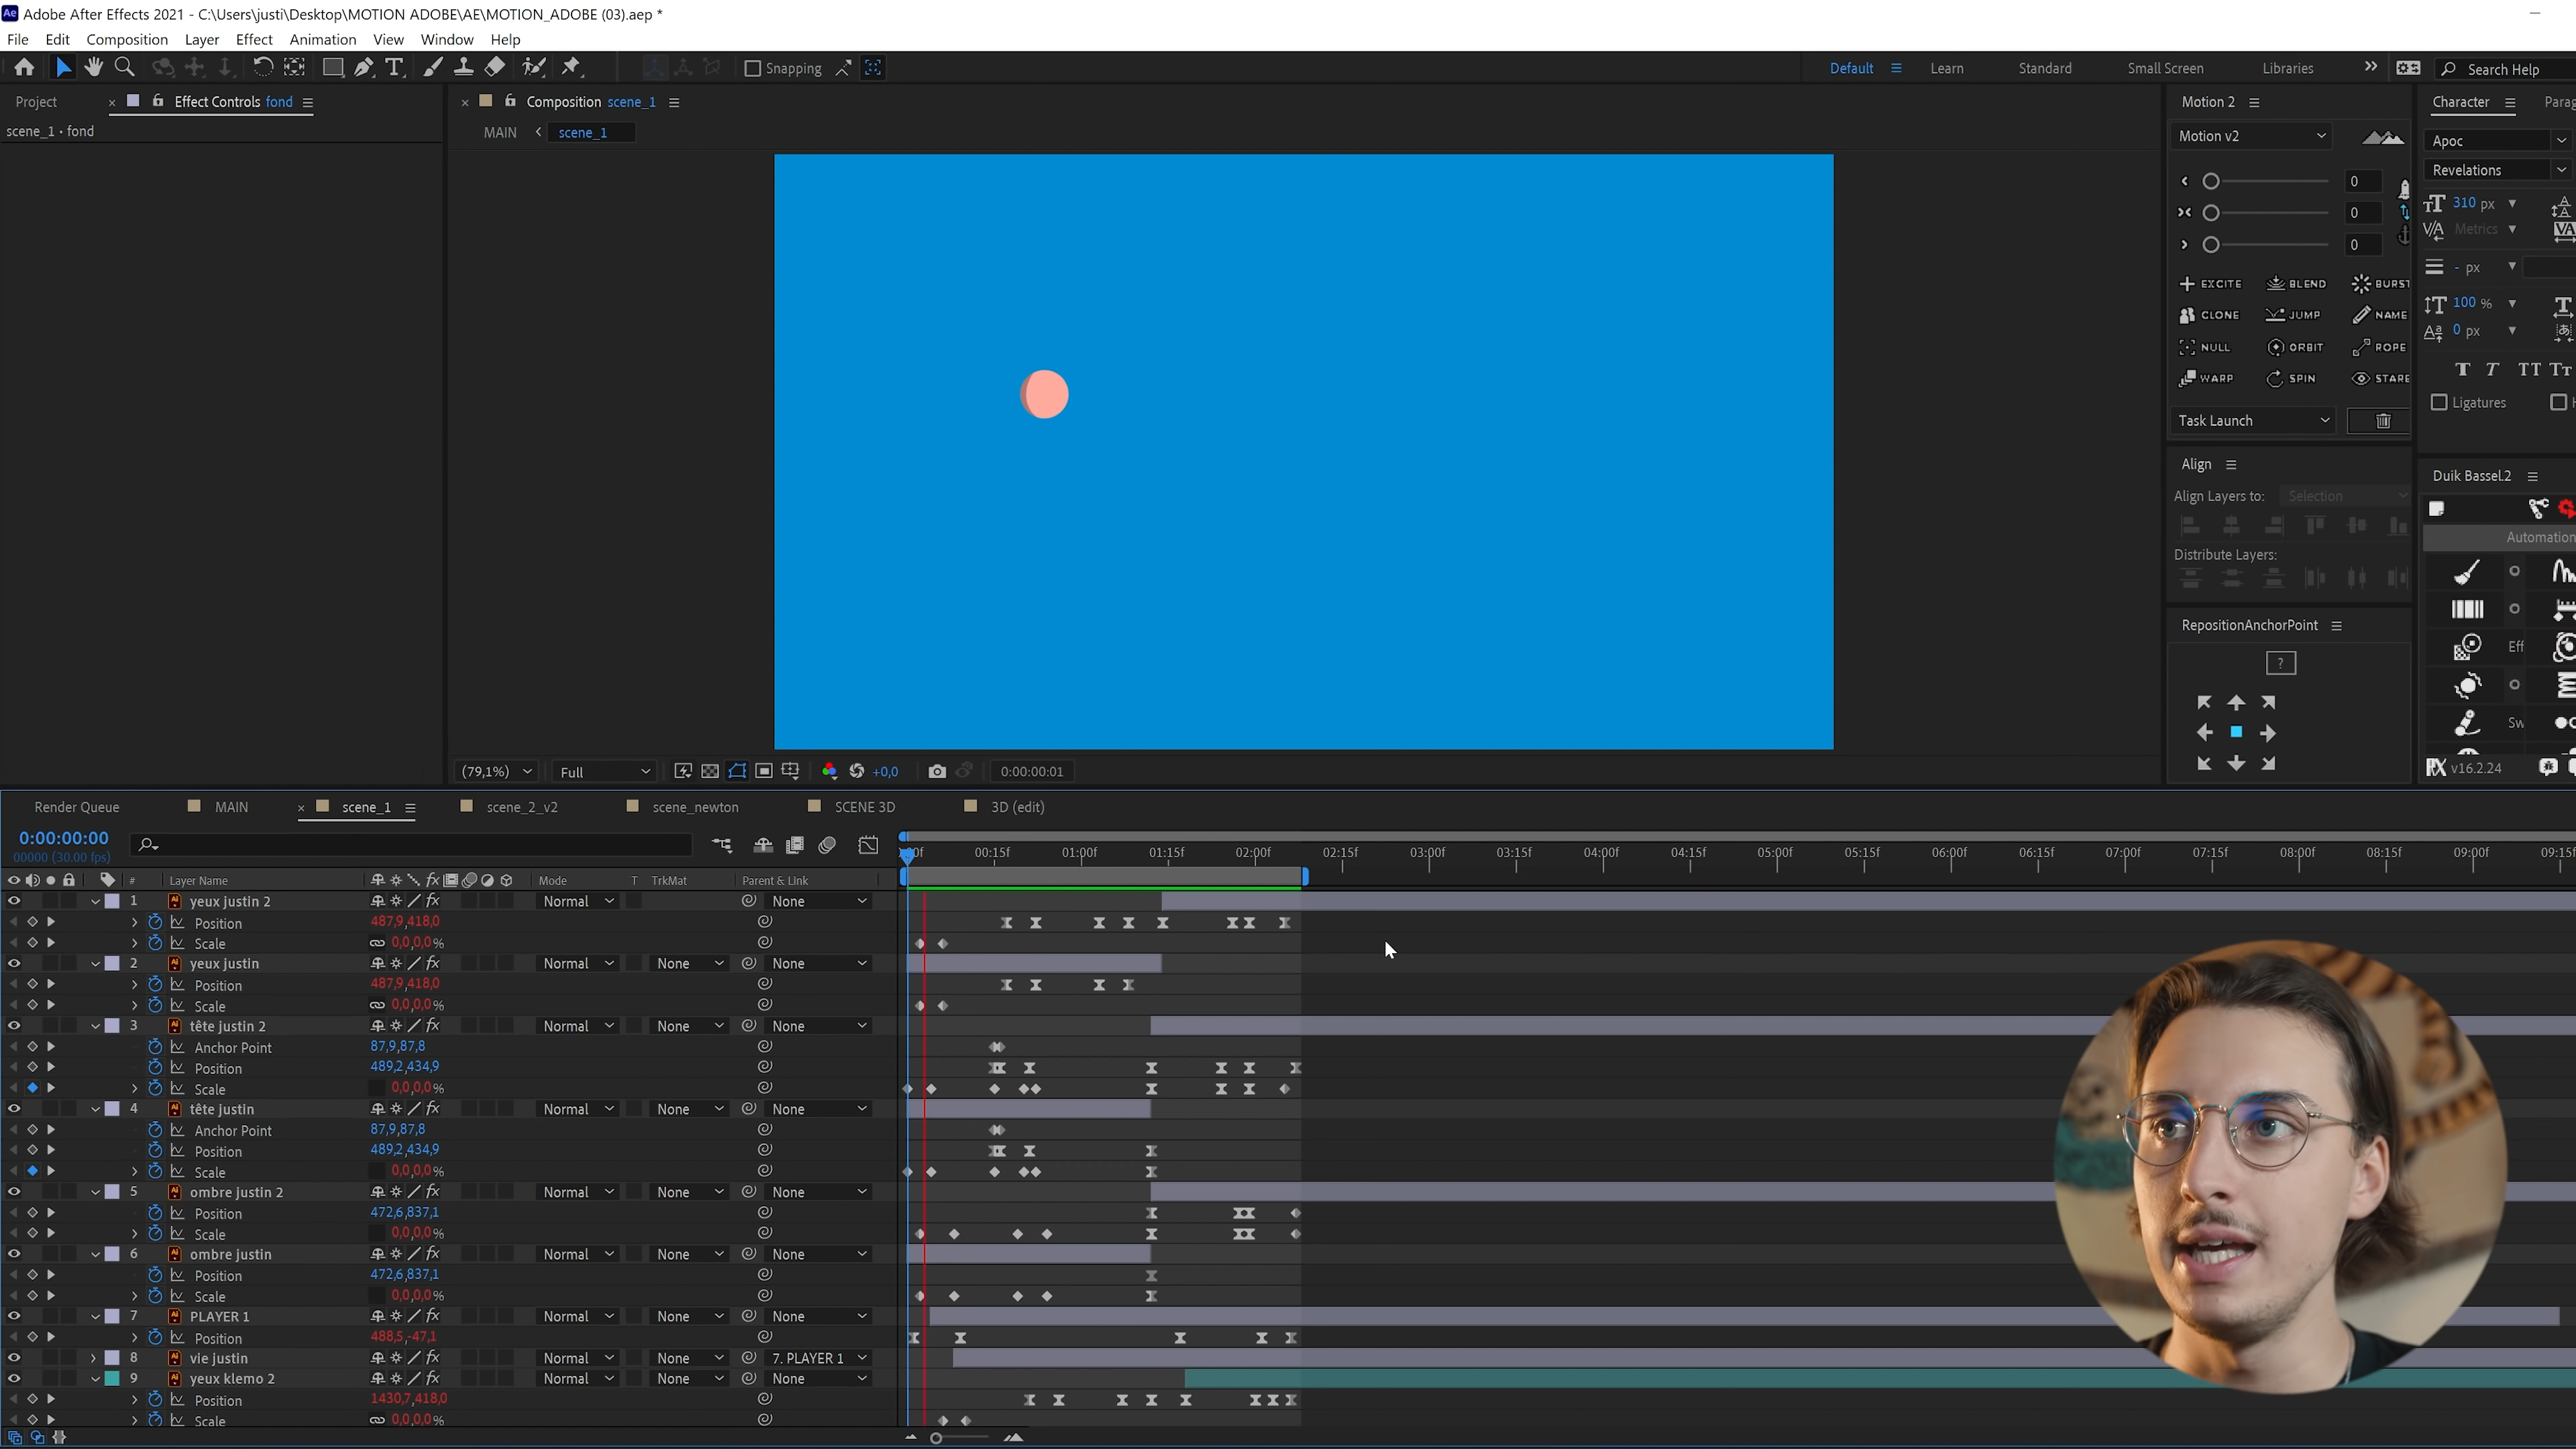 Ae Adobe After Effects 2021 - C:\Users\justi\Desktop\MOTION ADOBE\AE\MOTION_ADOBE (03).aep *
File Edit Composition Layer Effect Animation View Window Help
Snapping Default Learn Standard Small Screen Libraries Search Help
Project Effect Controls fond Composition scene_1 Motion 2 Character
scene_1 • fond MAIN scene_1 Motion v2 Apoc
Revelations
0 310 px
0 Metrics
0 - px
EXCITE BLEND 100 %
CLONE JUMP NAME 0 px
NULL ORBIT ROPE
WARP SPIN STARE
Task Launch Ligatures
Align Duik Bassel.2
Align Layers to: Selection
Automation
Distribute Layers:
RepositionAnchorPoint Eff
?
Sw
(79,1%) Full +0,0 0:00:00:01 v16.2.24
Render Queue MAIN scene_1 scene_2_v2 scene_newton SCENE 3D 3D (edit)
0:00:00:00
00000 (30.00 fps)
00:15f 01:00f 01:15f 02:00f 02:15f 03:00f 03:15f 04:00f 04:15f 05:00f 05:15f 06:00f 06:15f 07:00f 07:15f 08:00f 08:15f 09:00f 09:15f
# Layer Name fx Mode T TrkMat Parent & Link
1 yeux justin 2 fx Normal None
Position 487,9,418,0
Scale 0,0,0,0%
2 yeux justin fx Normal None None
Position 487,9,418,0
Scale 0,0,0,0%
3 tête justin 2 fx Normal None None
Anchor Point 87,9,87,8
Position 489,2,434,9
Scale 0,0,0,0%
4 tête justin fx Normal None None
Anchor Point 87,9,87,8
Position 489,2,434,9
Scale 0,0,0,0%
5 ombre justin 2 fx Normal None None
Position 472,6,837,1
Scale 0,0,0,0%
6 ombre justin fx Normal None None
Position 472,6,837,1
Scale 0,0,0,0%
7 PLAYER 1 fx Normal None None
Position 488,5,-47,1
8 vie justin fx Normal None 7. PLAYER 1
9 yeux klemo 2 fx Normal None None
Position 1430,7,418,0
Scale 0,0,0,0%